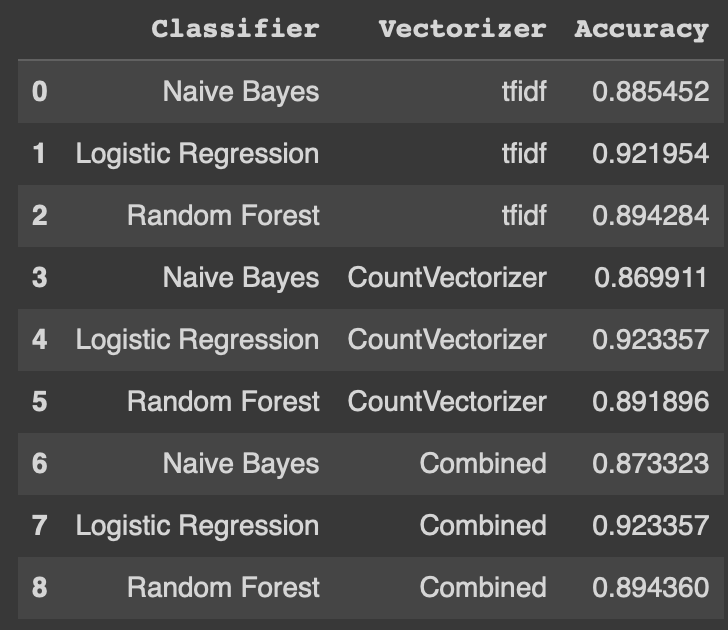 Classifier Vectorizer Accuracy
0 Naive Bayes tfidf 0.885452
1 Logistic Regression tfidf 0.921954
2 Random Forest tfidf 0.894284
3 Naive Bayes CountVectorizer 0.869911
4 Logistic Regression CountVectorizer 0.923357
5 Random Forest CountVectorizer 0.891896
6 Naive Bayes Combined 0.873323
7 Logistic Regression Combined 0.923357
8 Random Forest Combined 0.894360